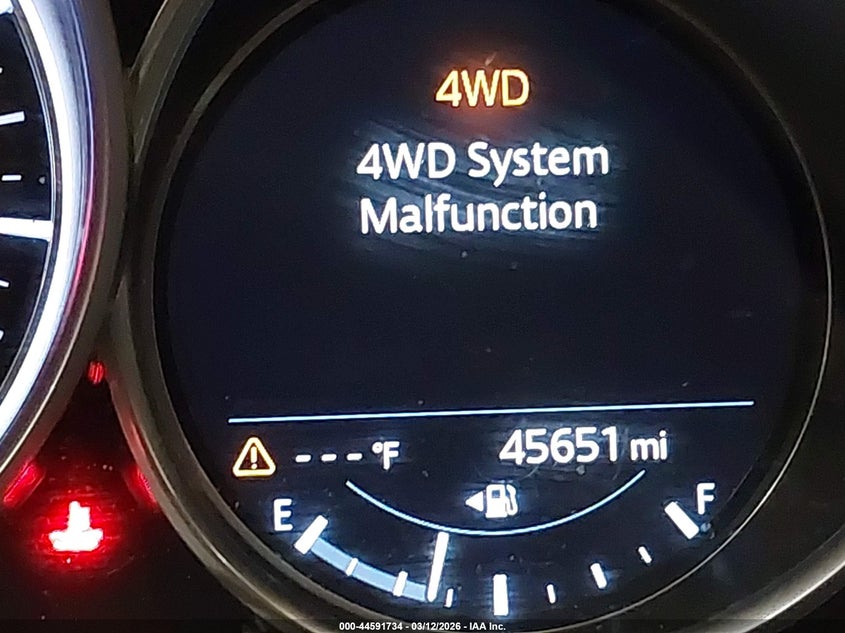 4WD
4WD System
Malfunction
---°F 45651 mi
E F
000-44591734 - 03/12/2026 - IAA Inc.